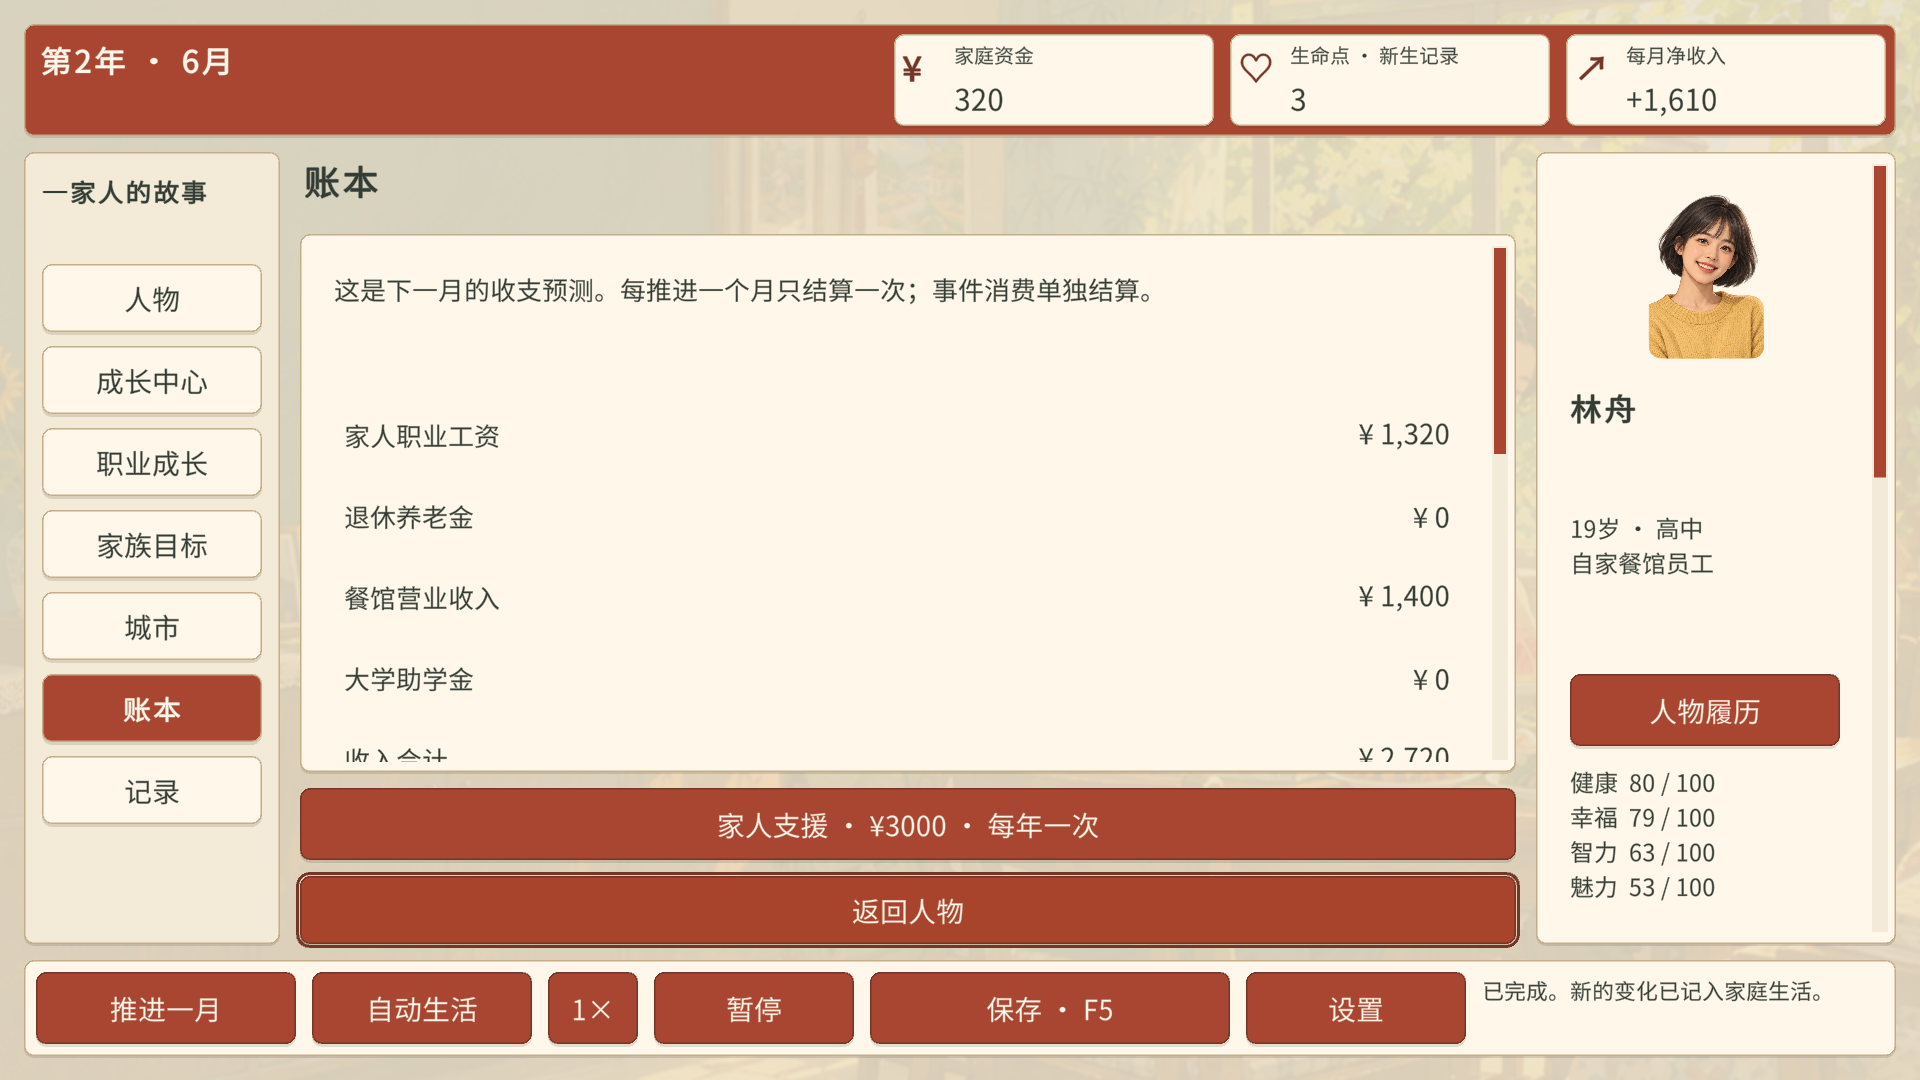 第2年 · 6月
¥
家庭资金
320
生命点 · 新生记录
3
每月净收入
+1,610
一家人的故事
人物
成长中心
职业成长
家族目标
城市
账本
记录
账本
这是下一月的收支预测。每推进一个月只结算一次；事件消费单独结算。
家人职业工资 ¥ 1,320
退休养老金 ¥ 0
餐馆营业收入 ¥ 1,400
大学助学金 ¥ 0
收入合计 ¥ 2,720
家人支援 · ¥3000 · 每年一次
返回人物
林舟
19岁 · 高中
自家餐馆员工
人物履历
健康 80 / 100
幸福 79 / 100
智力 63 / 100
魅力 53 / 100
推进一月
自动生活
1×
暂停
保存 · F5
设置
已完成。新的变化已记入家庭生活。